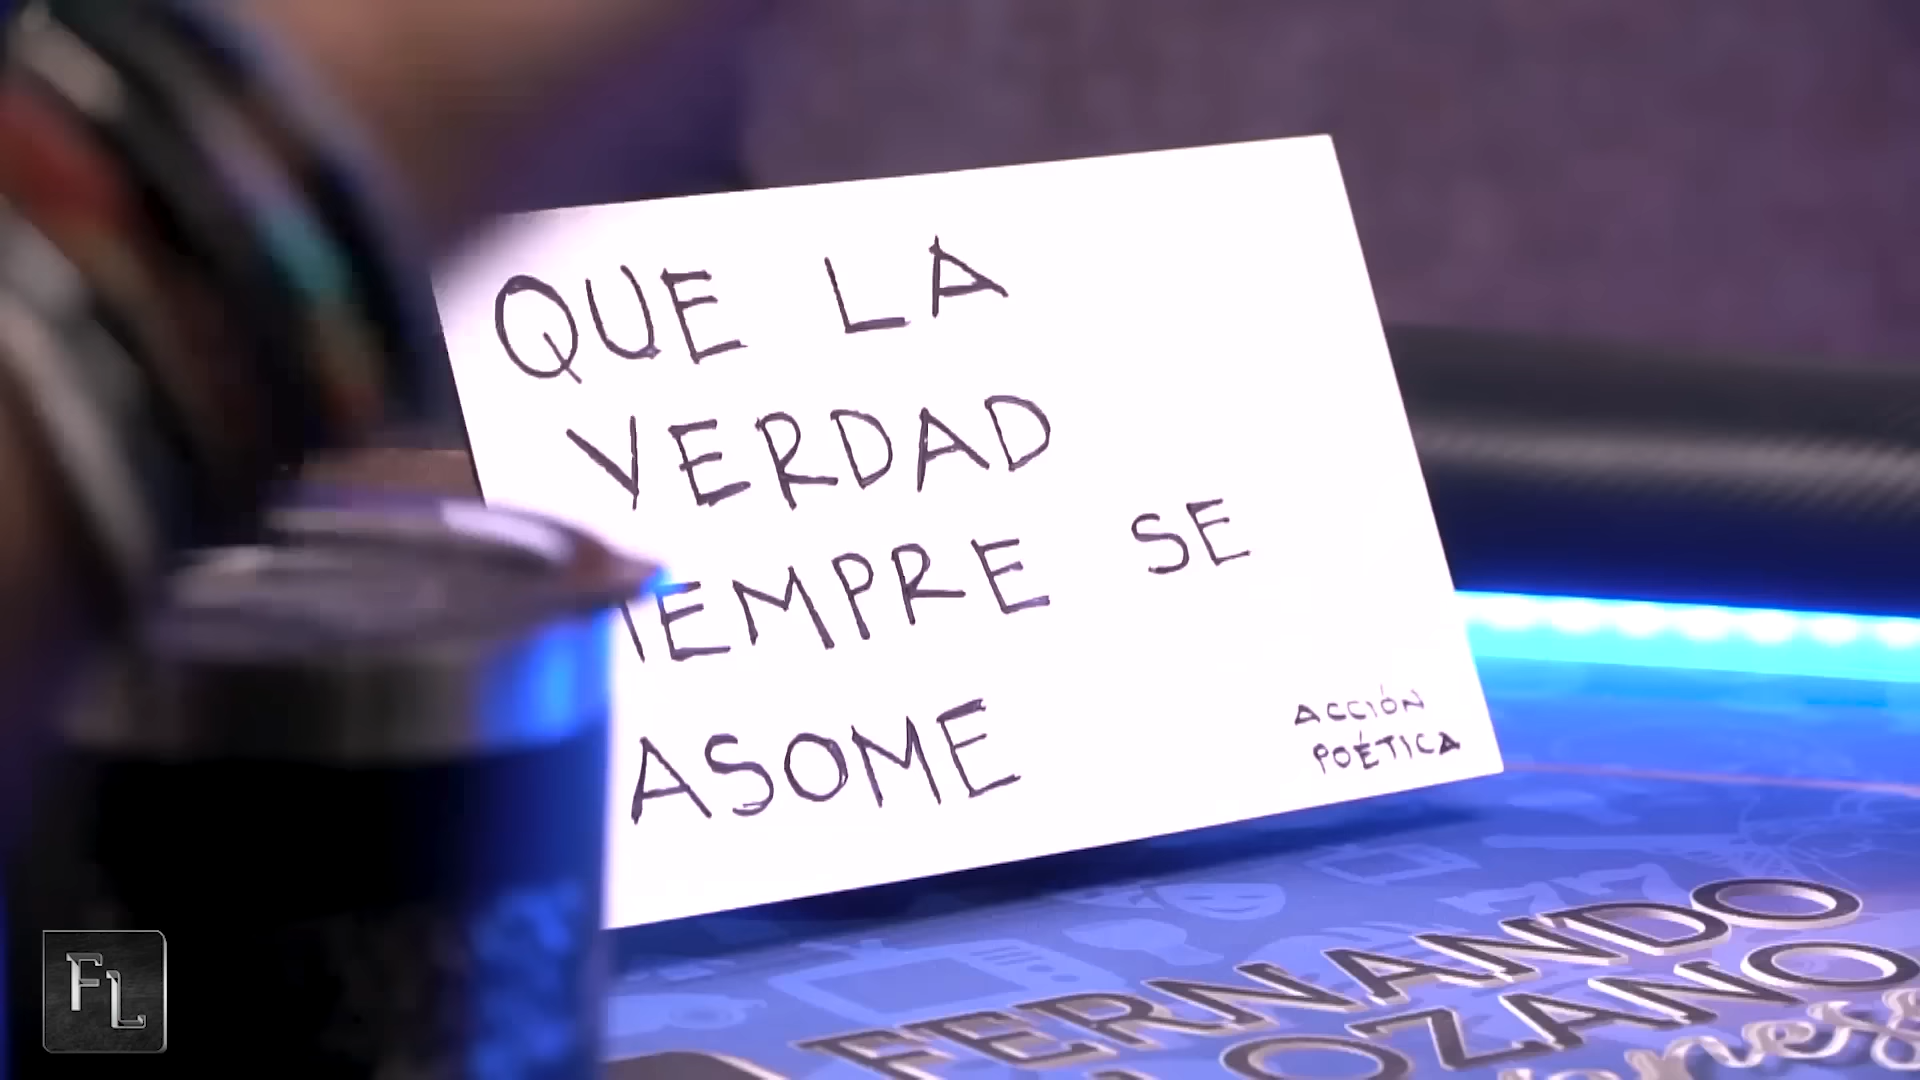 QUE LA
VERDAD
IEMPRE SE
ASOME
ACCIÓN
POÉTICA
FERNANDO
LOZANO
FL